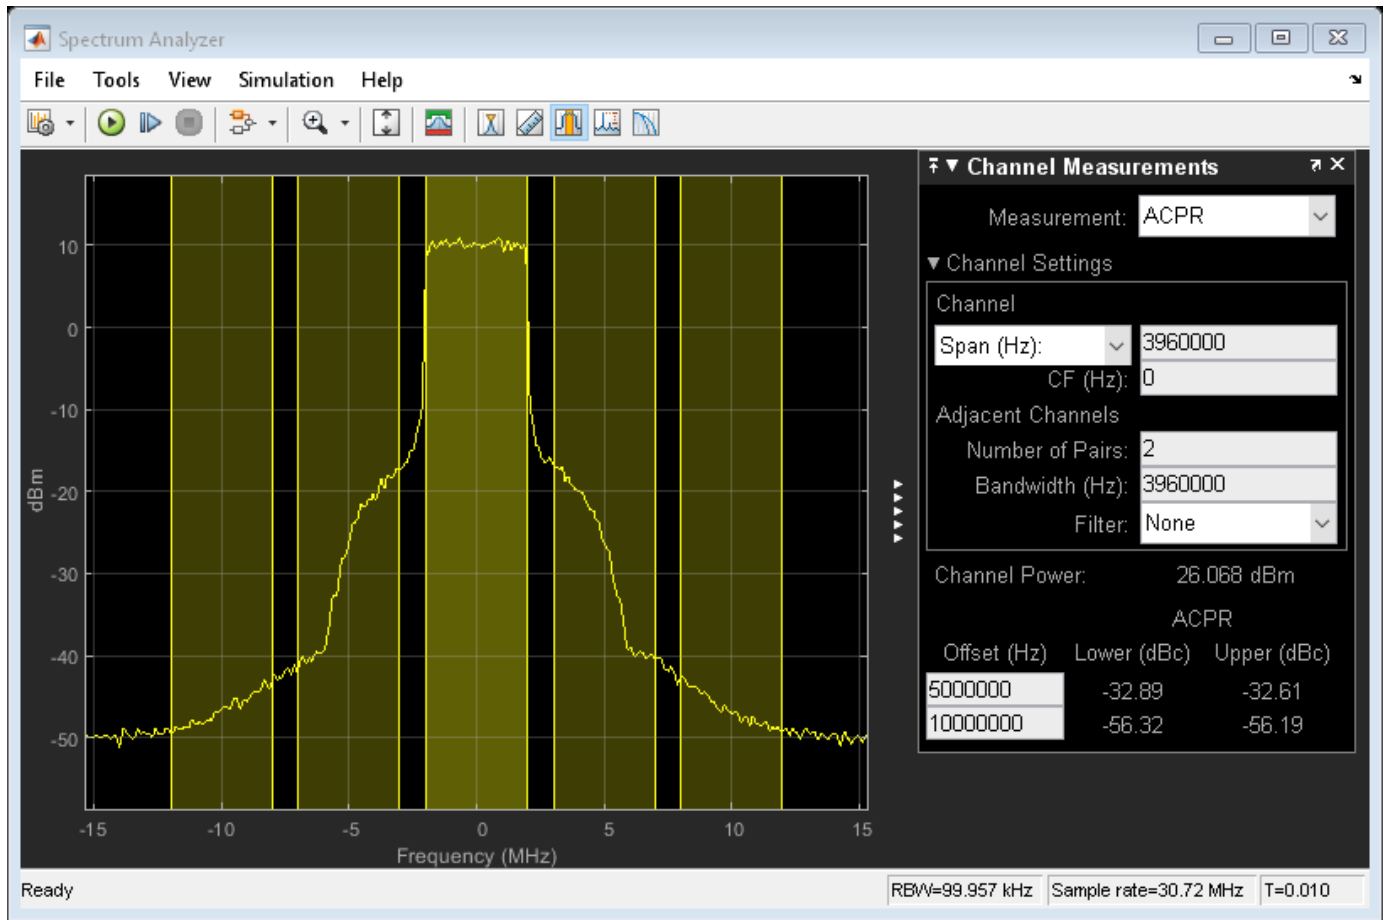 Spectrum Analyzer
File Tools View Simulation Help
Channel Measurements
Measurement: ACPR
Channel Settings
Channel
Span (Hz): 3960000
CF (Hz): 0
Adjacent Channels
Number of Pairs: 2
Bandwidth (Hz): 3960000
Filter: None
Channel Power: 26.068 dBm
ACPR
Offset (Hz) Lower (dBc) Upper (dBc)
5000000 -32.89 -32.61
10000000 -56.32 -56.19
10
0
-10
-20
-30
-40
-50
dBm
-15 -10 -5 0 5 10 15
Frequency (MHz)
Ready RBW=99.957 kHz Sample rate=30.72 MHz T=0.010